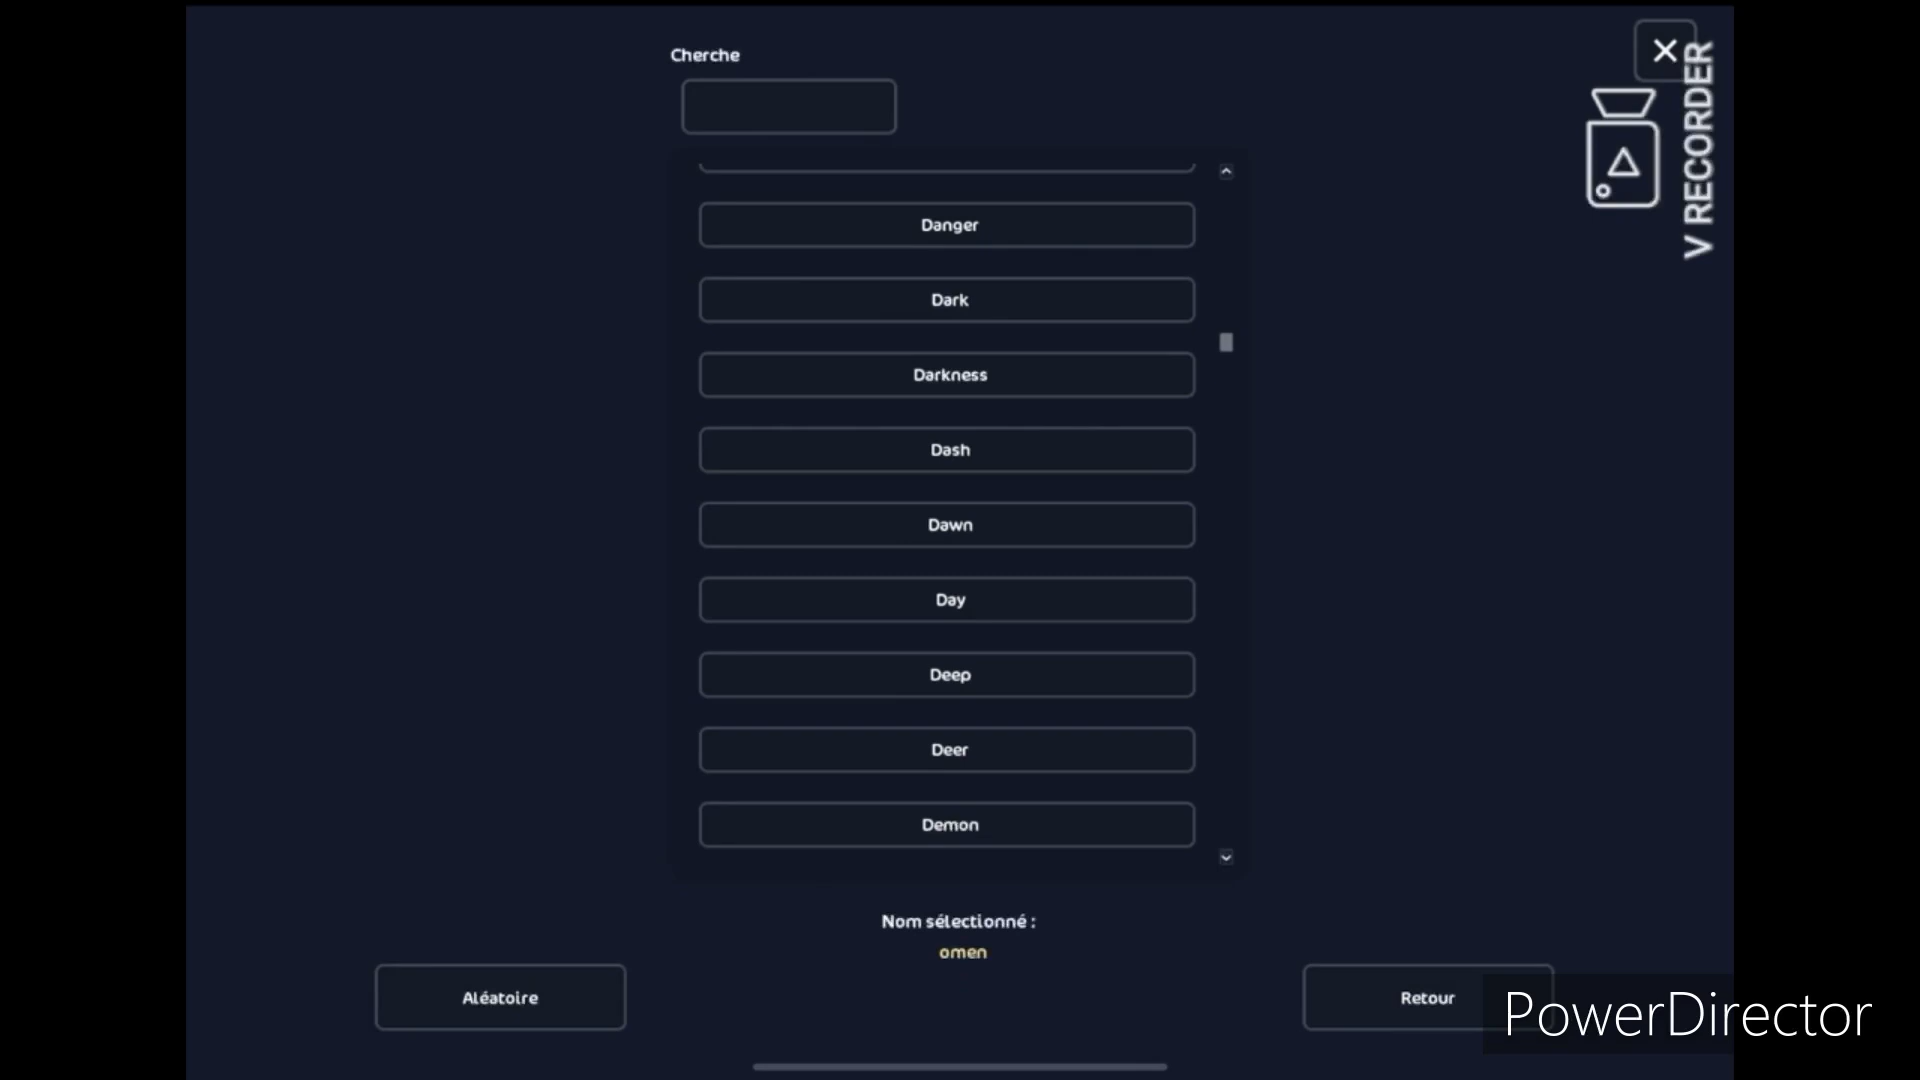 Cherche
V RECORDER
Danger
Dark
Darkness
Dash
Dawn
Day
Deep
Deer
Demon
Nom sélectionné :
omen
Aléatoire
Retour
PowerDirector